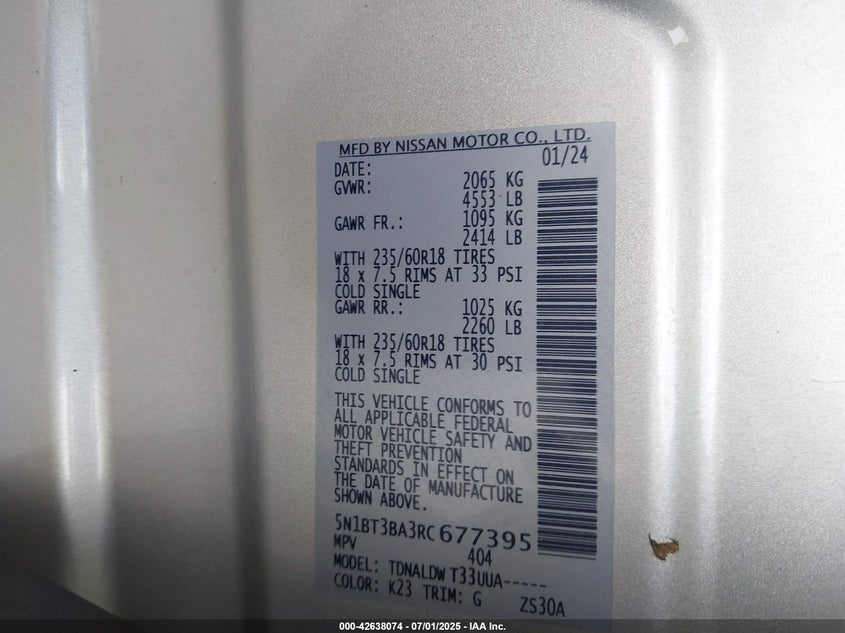 MFD BY NISSAN MOTOR CO., LTD.
DATE: 01/24
GVWR: 2065 KG
4553 LB
GAWR FR.: 1095 KG
2414 LB
WITH 235/60R18 TIRES
18 x 7.5 RIMS AT 33 PSI
COLD SINGLE
GAWR RR.: 1025 KG
2260 LB
WITH 235/60R18 TIRES
18 x 7.5 RIMS AT 30 PSI
COLD SINGLE
THIS VEHICLE CONFORMS TO
ALL APPLICABLE FEDERAL
MOTOR VEHICLE SAFETY AND
THEFT PREVENTION
STANDARDS IN EFFECT ON
THE DATE OF MANUFACTURE
SHOWN ABOVE.
5N1BT3BA3RC677395
MPV 404
MODEL: TDNALDW T33UUA-----
COLOR: K23 TRIM: G ZS30A
000-42638074 - 07/01/2025 - IAA Inc.